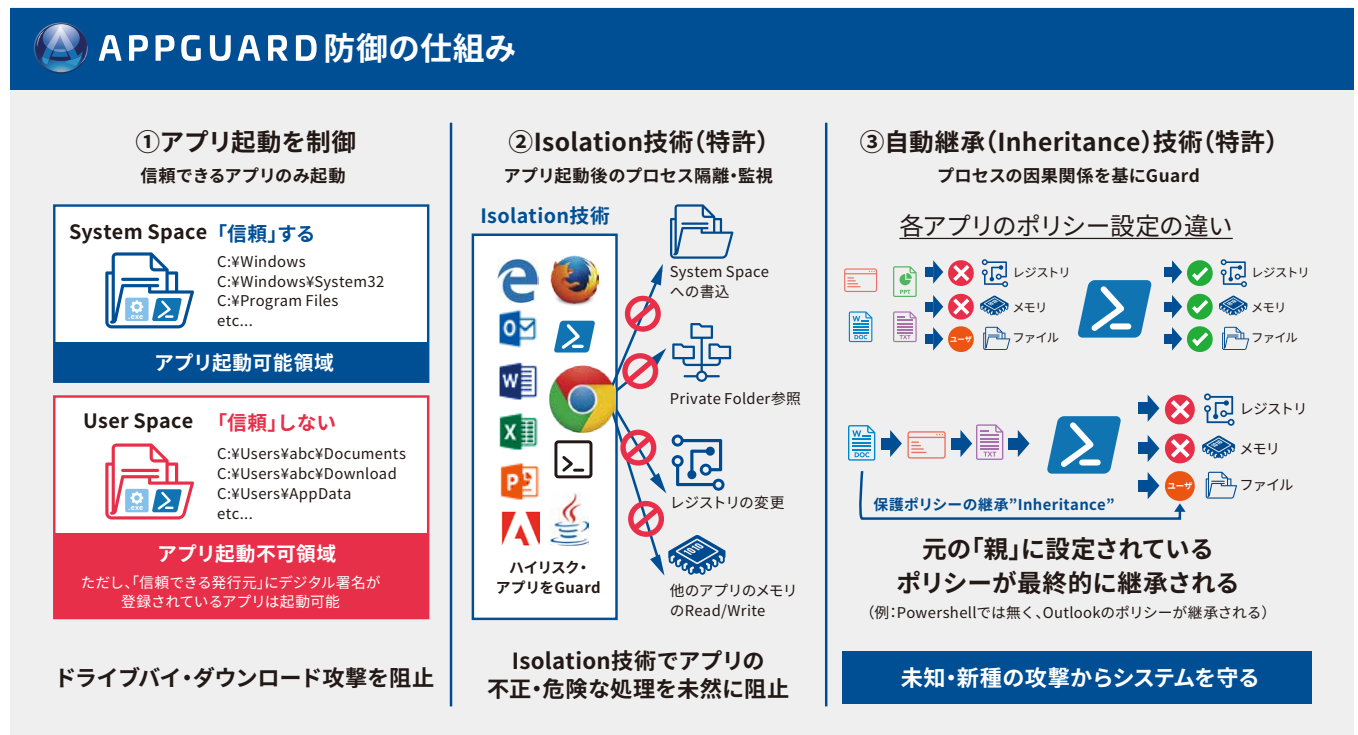 APPGUARD 防御の仕組み
①アプリ起動を制御
信頼できるアプリのみ起動
System Space 「信頼」する
C:¥Windows
C:¥Windows¥System32
C:¥Program Files
etc...
.exe
アプリ起動可能領域
User Space 「信頼」しない
C:¥Users¥abc¥Documents
C:¥Users¥abc¥Download
C:¥Users¥AppData
etc...
.exe
アプリ起動不可領域
ただし、「信頼できる発行元」にデジタル署名が
登録されているアプリは起動可能
ドライブバイ・ダウンロード攻撃を阻止
②Isolation技術(特許)
アプリ起動後のプロセス隔離・監視
Isolation技術
ハイリスク・
アプリをGuard
System Space
への書込
Private Folder参照
レジストリの変更
1010
他のアプリのメモリ
のRead/Write
Isolation技術でアプリの
不正・危険な処理を未然に阻止
③自動継承(Inheritance)技術(特許)
プロセスの因果関係を基にGuard
各アプリのポリシー設定の違い
PPT
DOC
TXT
レジストリ
メモリ
ユーザ
ファイル
レジストリ
メモリ
ファイル
DOC
TXT
レジストリ
メモリ
ユーザ
ファイル
保護ポリシーの継承"Inheritance"
元の「親」に設定されている
ポリシーが最終的に継承される
(例:Powershellでは無く、Outlookのポリシーが継承される)
未知・新種の攻撃からシステムを守る